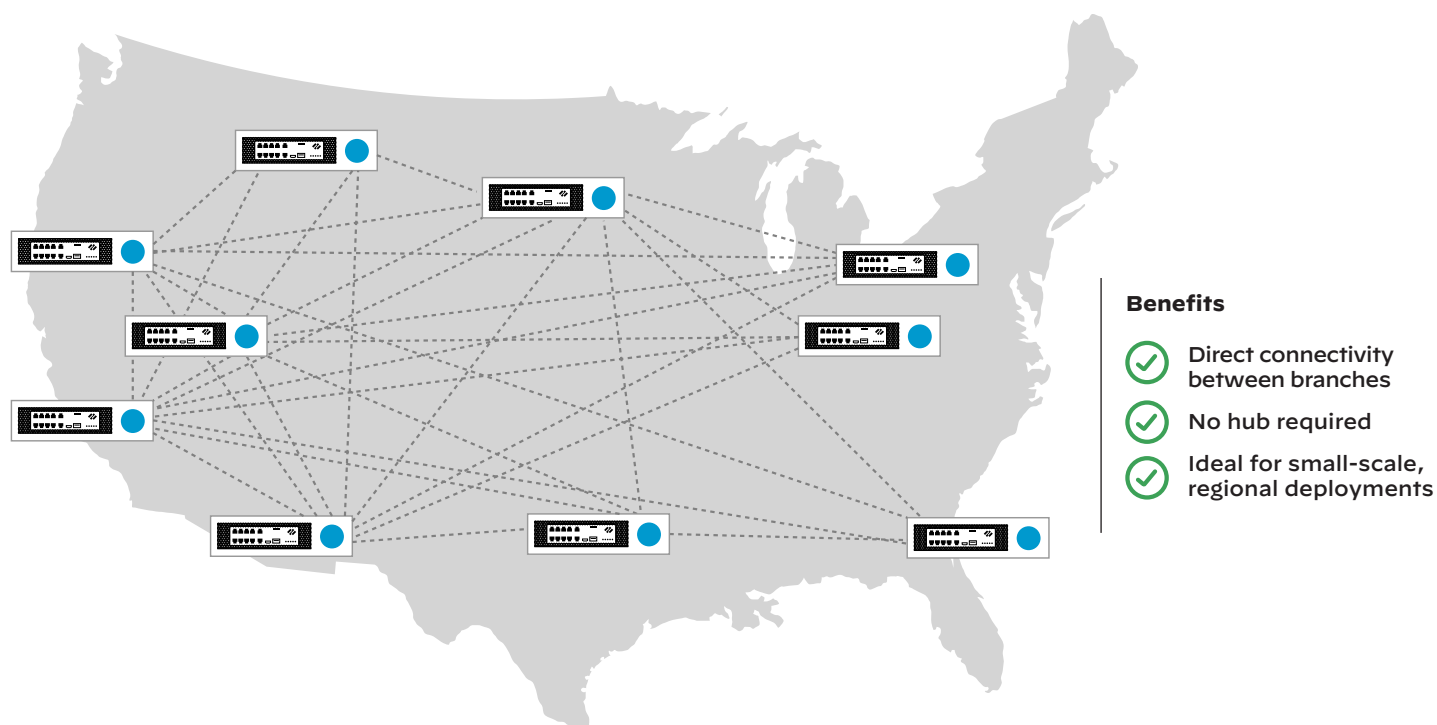 Benefits
Direct connectivity
between branches
No hub required
Ideal for small-scale,
regional deployments